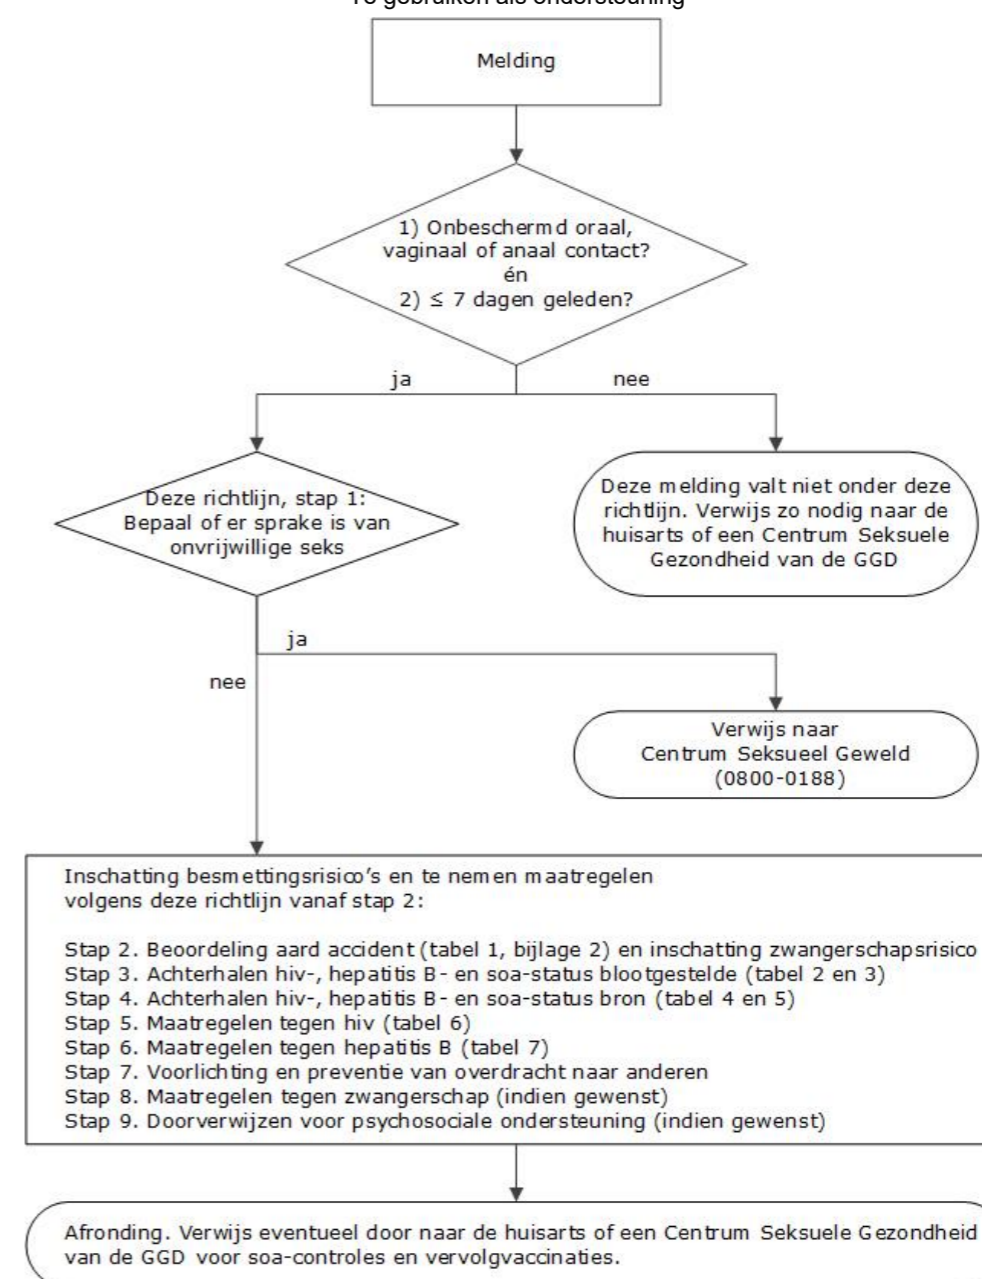 Te gebruiken als ondersteuning
Melding
1) Onbeschermd oraal,
vaginaal of anaal contact?
én
2) ≤ 7 dagen geleden?
ja
nee
Deze richtlijn, stap 1:
Bepaal of er sprake is van
onvrijwillige seks
Deze melding valt niet onder deze
richtlijn. Verwijs zo nodig naar de
huisarts of een Centrum Seksuele
Gezondheid van de GGD
ja
nee
Verwijs naar
Centrum Seksueel Geweld
(0800-0188)
Inschatting besmettingsrisico's en te nemen maatregelen
volgens deze richtlijn vanaf stap 2:
Stap 2. Beoordeling aard accident (tabel 1, bijlage 2) en inschatting zwangerschapsrisico
Stap 3. Achterhalen hiv-, hepatitis B- en soa-status blootgestelde (tabel 2 en 3)
Stap 4. Achterhalen hiv-, hepatitis B- en soa-status bron (tabel 4 en 5)
Stap 5. Maatregelen tegen hiv (tabel 6)
Stap 6. Maatregelen tegen hepatitis B (tabel 7)
Stap 7. Voorlichting en preventie van overdracht naar anderen
Stap 8. Maatregelen tegen zwangerschap (indien gewenst)
Stap 9. Doorverwijzen voor psychosociale ondersteuning (indien gewenst)
Afronding. Verwijs eventueel door naar de huisarts of een Centrum Seksuele Gezondheid
van de GGD voor soa-controles en vervolgvaccinaties.